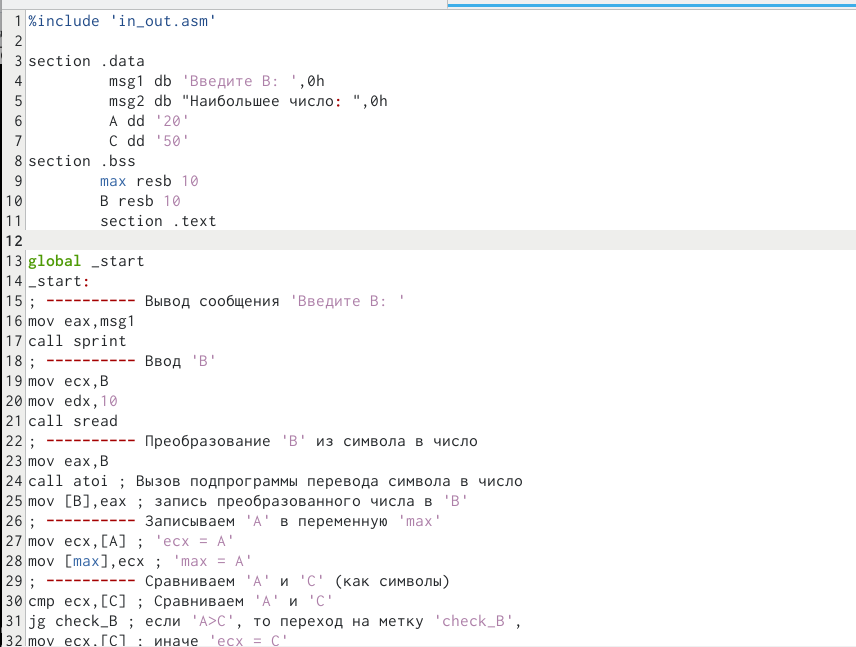 1 %include 'in_out.asm'
2
3 section .data
4 msg1 db 'Введите B: ',0h
5 msg2 db "Наибольшее число: ",0h
6 A dd '20'
7 C dd '50'
8 section .bss
9 max resb 10
10 B resb 10
11 section .text
12
13 global _start
14 _start:
15 ; ---------- Вывод сообщения 'Введите B: '
16 mov eax,msg1
17 call sprint
18 ; ---------- Ввод 'B'
19 mov ecx,B
20 mov edx,10
21 call sread
22 ; ---------- Преобразование 'B' из символа в число
23 mov eax,B
24 call atoi ; Вызов подпрограммы перевода символа в число
25 mov [B],eax ; запись преобразованного числа в 'B'
26 ; ---------- Записываем 'A' в переменную 'max'
27 mov ecx,[A] ; 'ecx = A'
28 mov [max],ecx ; 'max = A'
29 ; ---------- Сравниваем 'A' и 'C' (как символы)
30 cmp ecx,[C] ; Сравниваем 'A' и 'C'
31 jg check_B ; если 'A>C', то переход на метку 'check_B',
32 mov ecx,[C] ; иначе 'ecx = C'